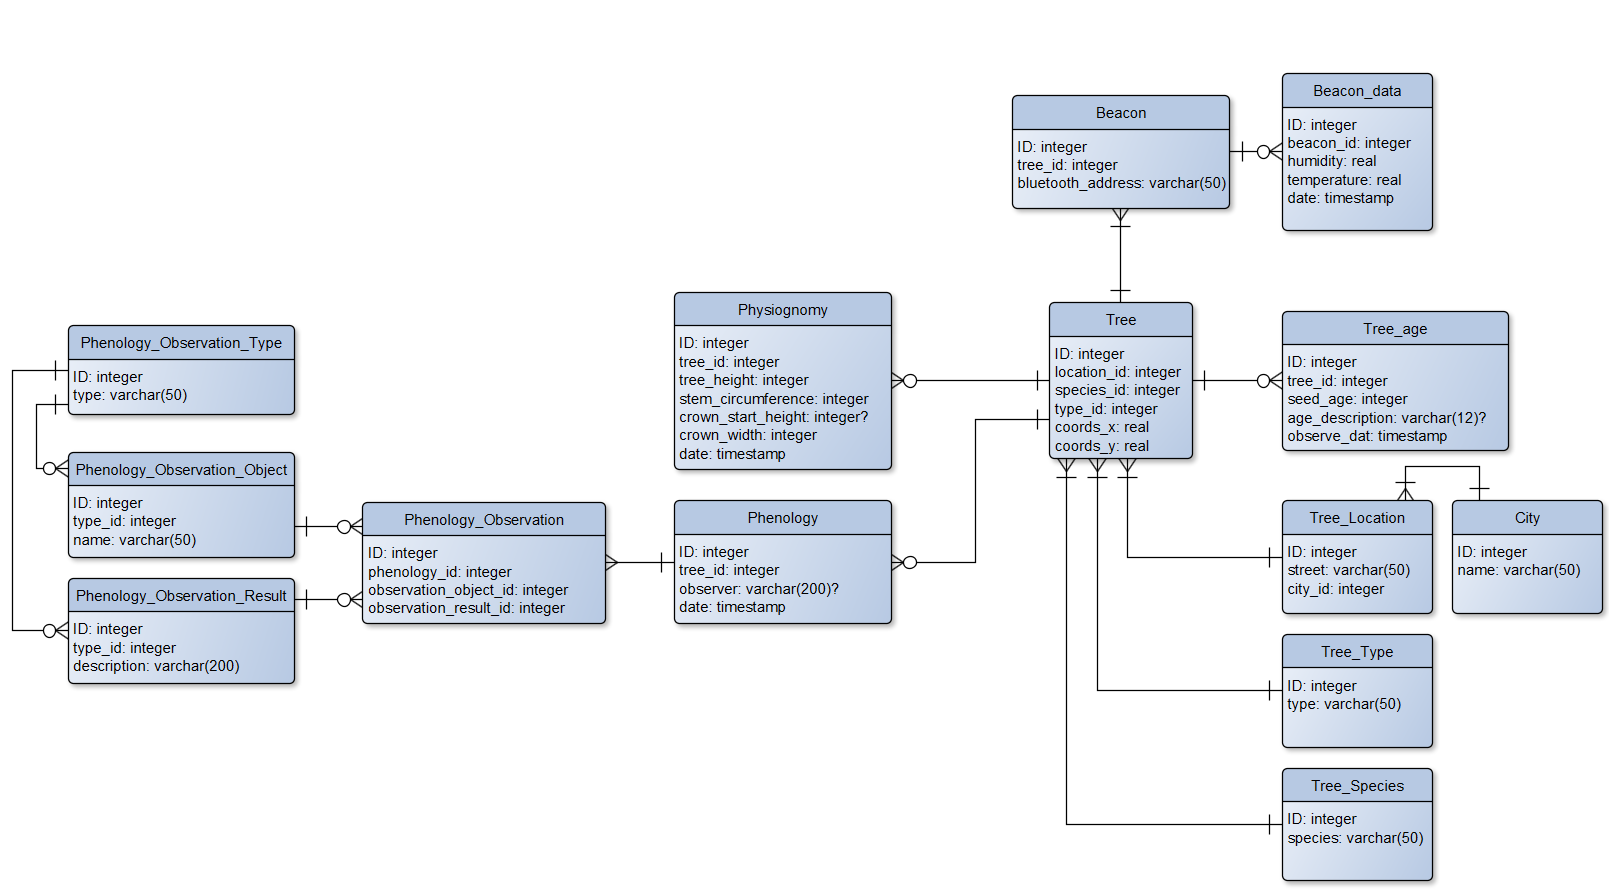 Beacon_data
ID: integer
beacon_id: integer
humidity: real
temperature: real
date: timestamp
Beacon
ID: integer
tree_id: integer
bluetooth_address: varchar(50)
Physiognomy
ID: integer
tree_id: integer
tree_height: integer
stem_circumference: integer
crown_start_height: integer?
crown_width: integer
date: timestamp
Tree
ID: integer
location_id: integer
species_id: integer
type_id: integer
coords_x: real
coords_y: real
Tree_age
ID: integer
tree_id: integer
seed_age: integer
age_description: varchar(12)?
observe_dat: timestamp
Phenology_Observation_Type
ID: integer
type: varchar(50)
Phenology_Observation_Object
ID: integer
type_id: integer
name: varchar(50)
Phenology_Observation_Result
ID: integer
type_id: integer
description: varchar(200)
Phenology_Observation
ID: integer
phenology_id: integer
observation_object_id: integer
observation_result_id: integer
Phenology
ID: integer
tree_id: integer
observer: varchar(200)?
date: timestamp
Tree_Location
ID: integer
street: varchar(50)
city_id: integer
City
ID: integer
name: varchar(50)
Tree_Type
ID: integer
type: varchar(50)
Tree_Species
ID: integer
species: varchar(50)